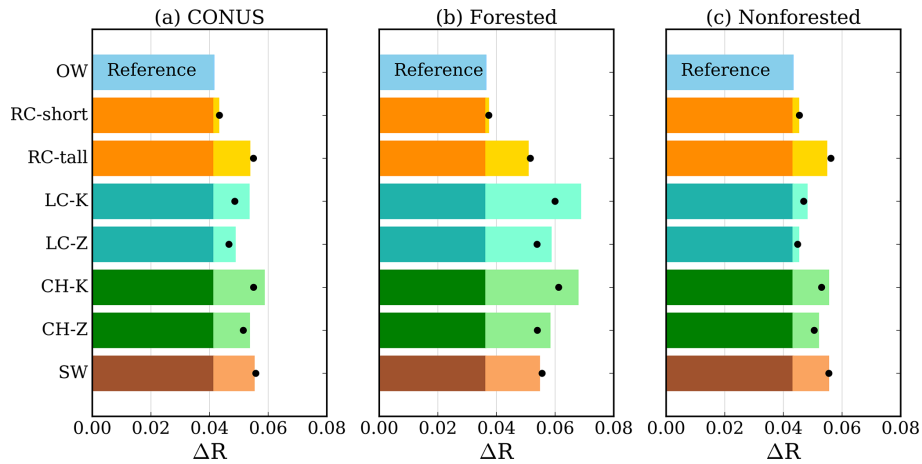 (a) CONUS
(b) Forested
(c) Nonforested
OW
RC-short
RC-tall
LC-K
LC-Z
CH-K
CH-Z
SW
Reference
Reference
Reference
0.00 0.02 0.04 0.06 0.08
0.00 0.02 0.04 0.06 0.08
0.00 0.02 0.04 0.06 0.08
ΔR
ΔR
ΔR